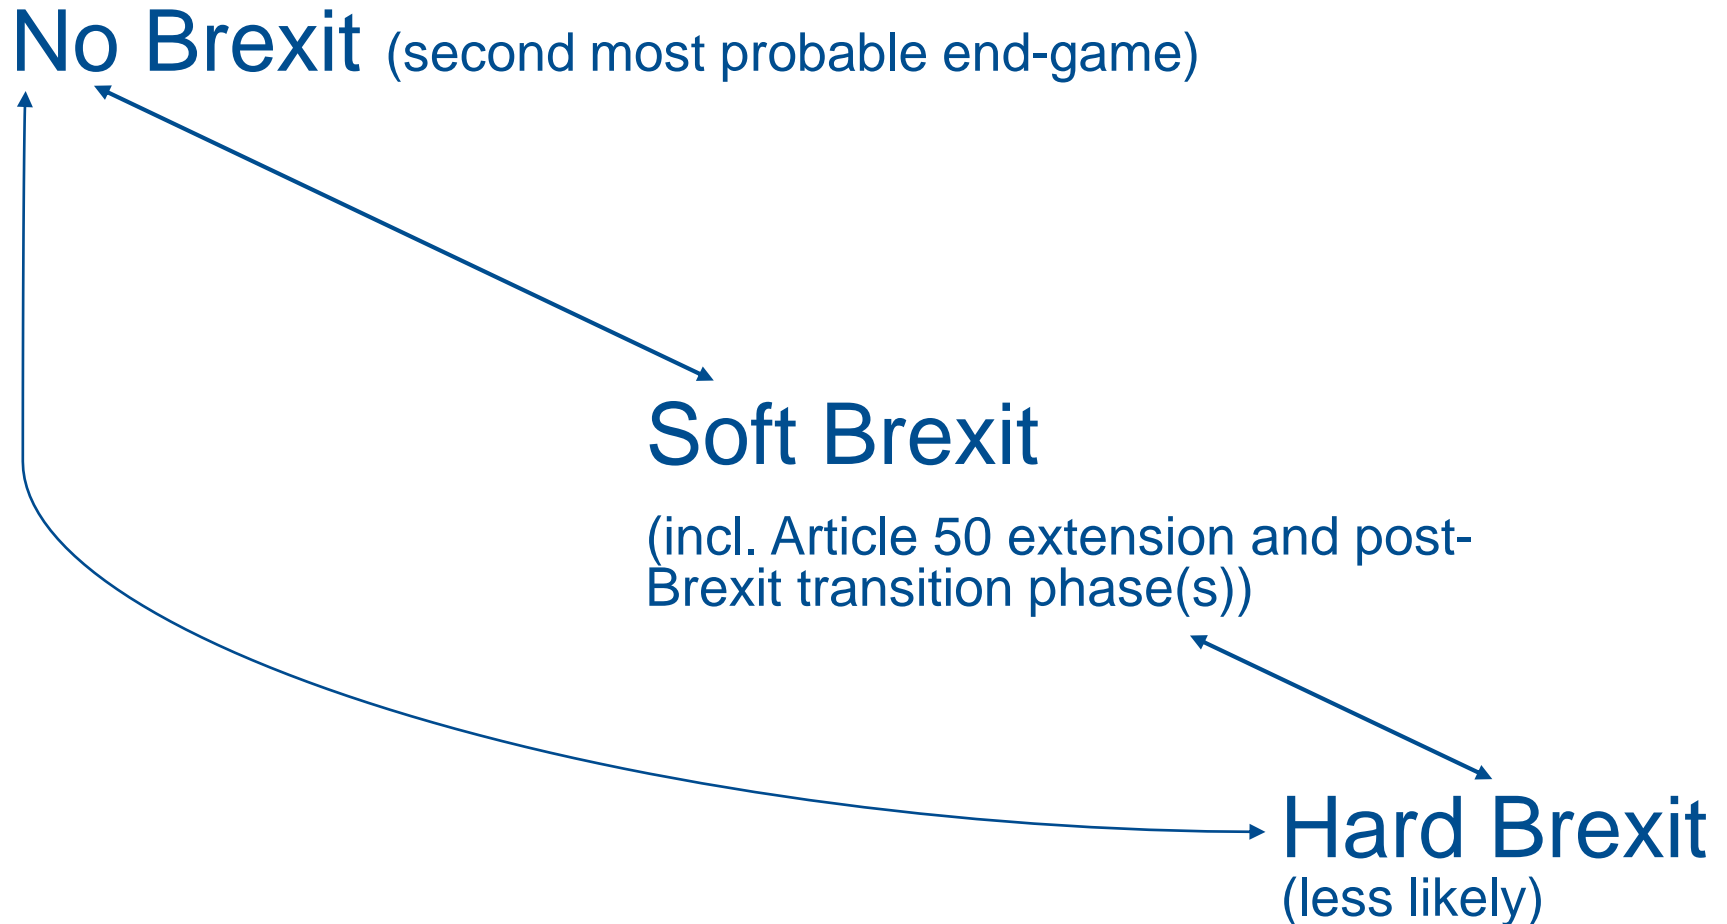 No Brexit (second most probable end-game)
Soft Brexit
(incl. Article 50 extension and post-
Brexit transition phase(s))
Hard Brexit
(less likely)